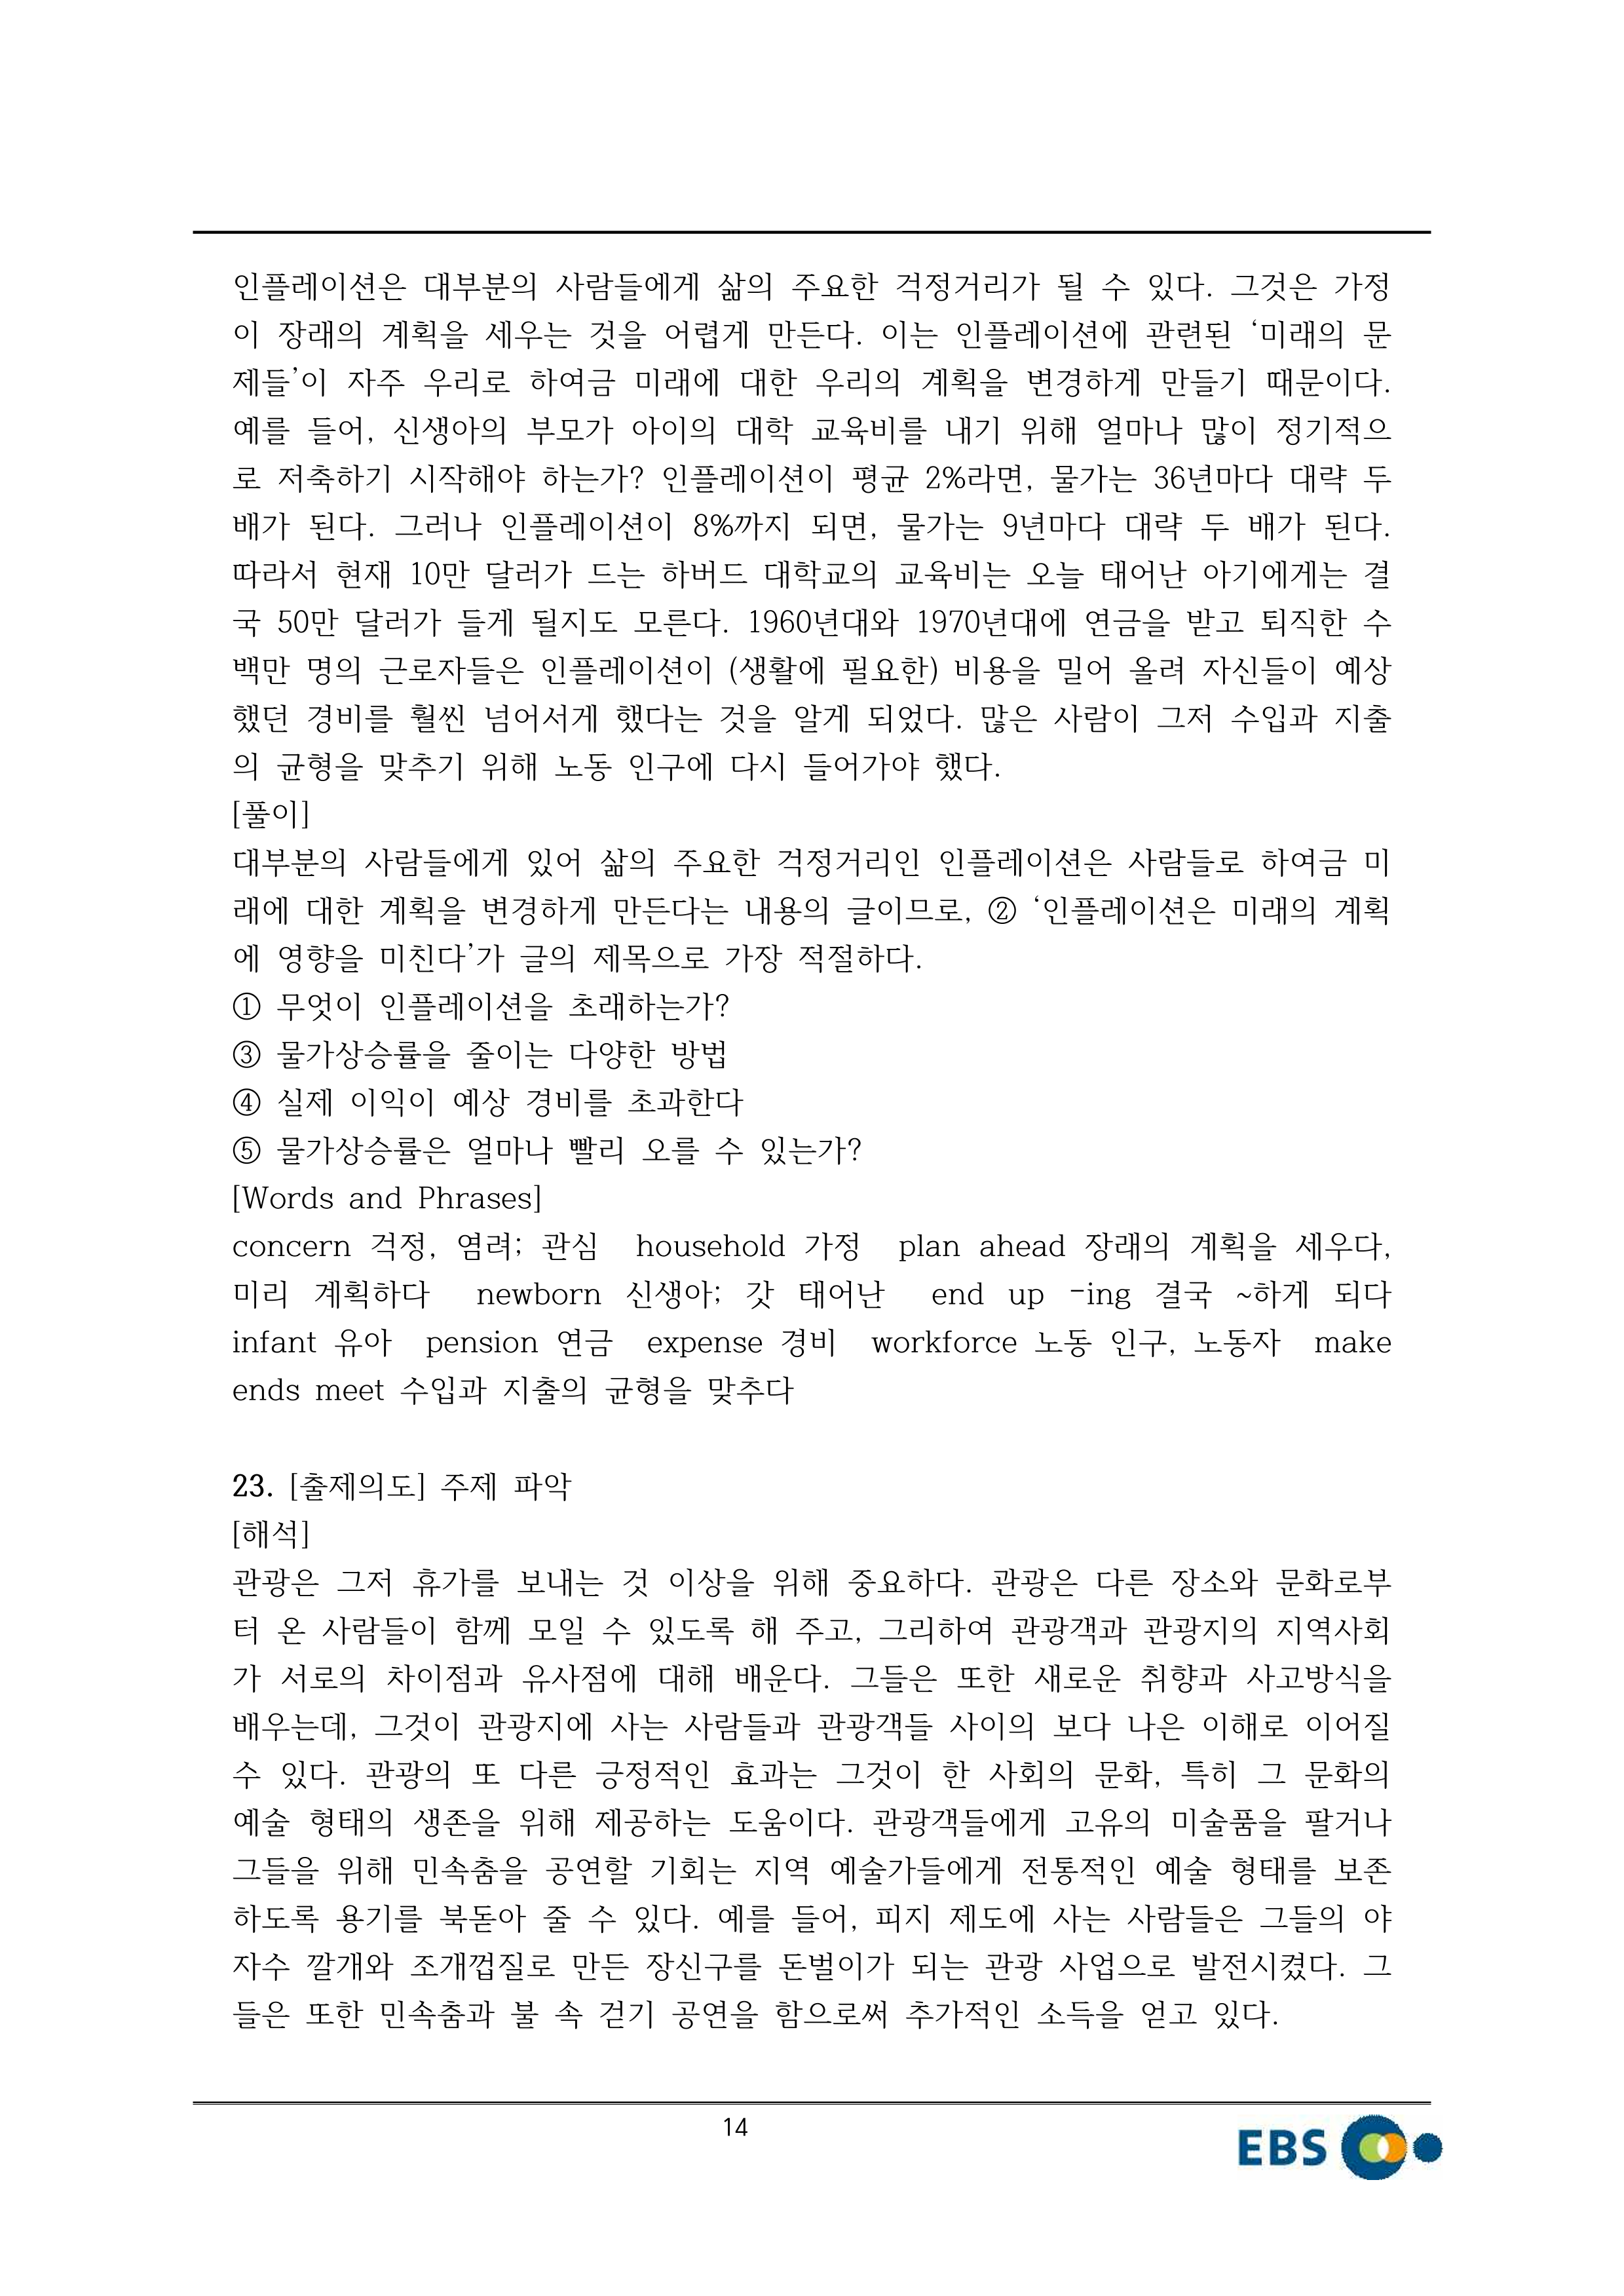 인플레이션은 대부분의 사람들에게 삶의 주요한 걱정거리가 될 수 있다. 그것은 가정
이 장래의 계획을 세우는 것을 어렵게 만든다. 이는 인플레이션에 관련된 ‘미래의 문
제들’이 자주 우리로 하여금 미래에 대한 우리의 계획을 변경하게 만들기 때문이다.
예를 들어, 신생아의 부모가 아이의 대학 교육비를 내기 위해 얼마나 많이 정기적으
로 저축하기 시작해야 하는가? 인플레이션이 평균 2%라면, 물가는 36년마다 대략 두
배가 된다. 그러나 인플레이션이 8%까지 되면, 물가는 9년마다 대략 두 배가 된다.
따라서 현재 10만 달러가 드는 하버드 대학교의 교육비는 오늘 태어난 아기에게는 결
국 50만 달러가 들게 될지도 모른다. 1960년대와 1970년대에 연금을 받고 퇴직한 수
백만 명의 근로자들은 인플레이션이 (생활에 필요한) 비용을 밀어 올려 자신들이 예상
했던 경비를 훨씬 넘어서게 했다는 것을 알게 되었다. 많은 사람이 그저 수입과 지출
의 균형을 맞추기 위해 노동 인구에 다시 들어가야 했다.
[풀이]
대부분의 사람들에게 있어 삶의 주요한 걱정거리인 인플레이션은 사람들로 하여금 미
래에 대한 계획을 변경하게 만든다는 내용의 글이므로, ② ‘인플레이션은 미래의 계획
에 영향을 미친다’가 글의 제목으로 가장 적절하다.
① 무엇이 인플레이션을 초래하는가?
③ 물가상승률을 줄이는 다양한 방법
④ 실제 이익이 예상 경비를 초과한다
⑤ 물가상승률은 얼마나 빨리 오를 수 있는가?
[Words and Phrases]
concern 걱정, 염려; 관심 household 가정 plan ahead 장래의 계획을 세우다,
미리 계획하다 newborn 신생아; 갓 태어난 end up -ing 결국 ~하게 되다
infant 유아 pension 연금 expense 경비 workforce 노동 인구, 노동자 make
ends meet 수입과 지출의 균형을 맞추다
23. [출제의도] 주제 파악
[해석]
관광은 그저 휴가를 보내는 것 이상을 위해 중요하다. 관광은 다른 장소와 문화로부
터 온 사람들이 함께 모일 수 있도록 해 주고, 그리하여 관광객과 관광지의 지역사회
가 서로의 차이점과 유사점에 대해 배운다. 그들은 또한 새로운 취향과 사고방식을
배우는데, 그것이 관광지에 사는 사람들과 관광객들 사이의 보다 나은 이해로 이어질
수 있다. 관광의 또 다른 긍정적인 효과는 그것이 한 사회의 문화, 특히 그 문화의
예술 형태의 생존을 위해 제공하는 도움이다. 관광객들에게 고유의 미술품을 팔거나
그들을 위해 민속춤을 공연할 기회는 지역 예술가들에게 전통적인 예술 형태를 보존
하도록 용기를 북돋아 줄 수 있다. 예를 들어, 피지 제도에 사는 사람들은 그들의 야
자수 깔개와 조개껍질로 만든 장신구를 돈벌이가 되는 관광 사업으로 발전시켰다. 그
들은 또한 민속춤과 불 속 걷기 공연을 함으로써 추가적인 소득을 얻고 있다.
14
EBS